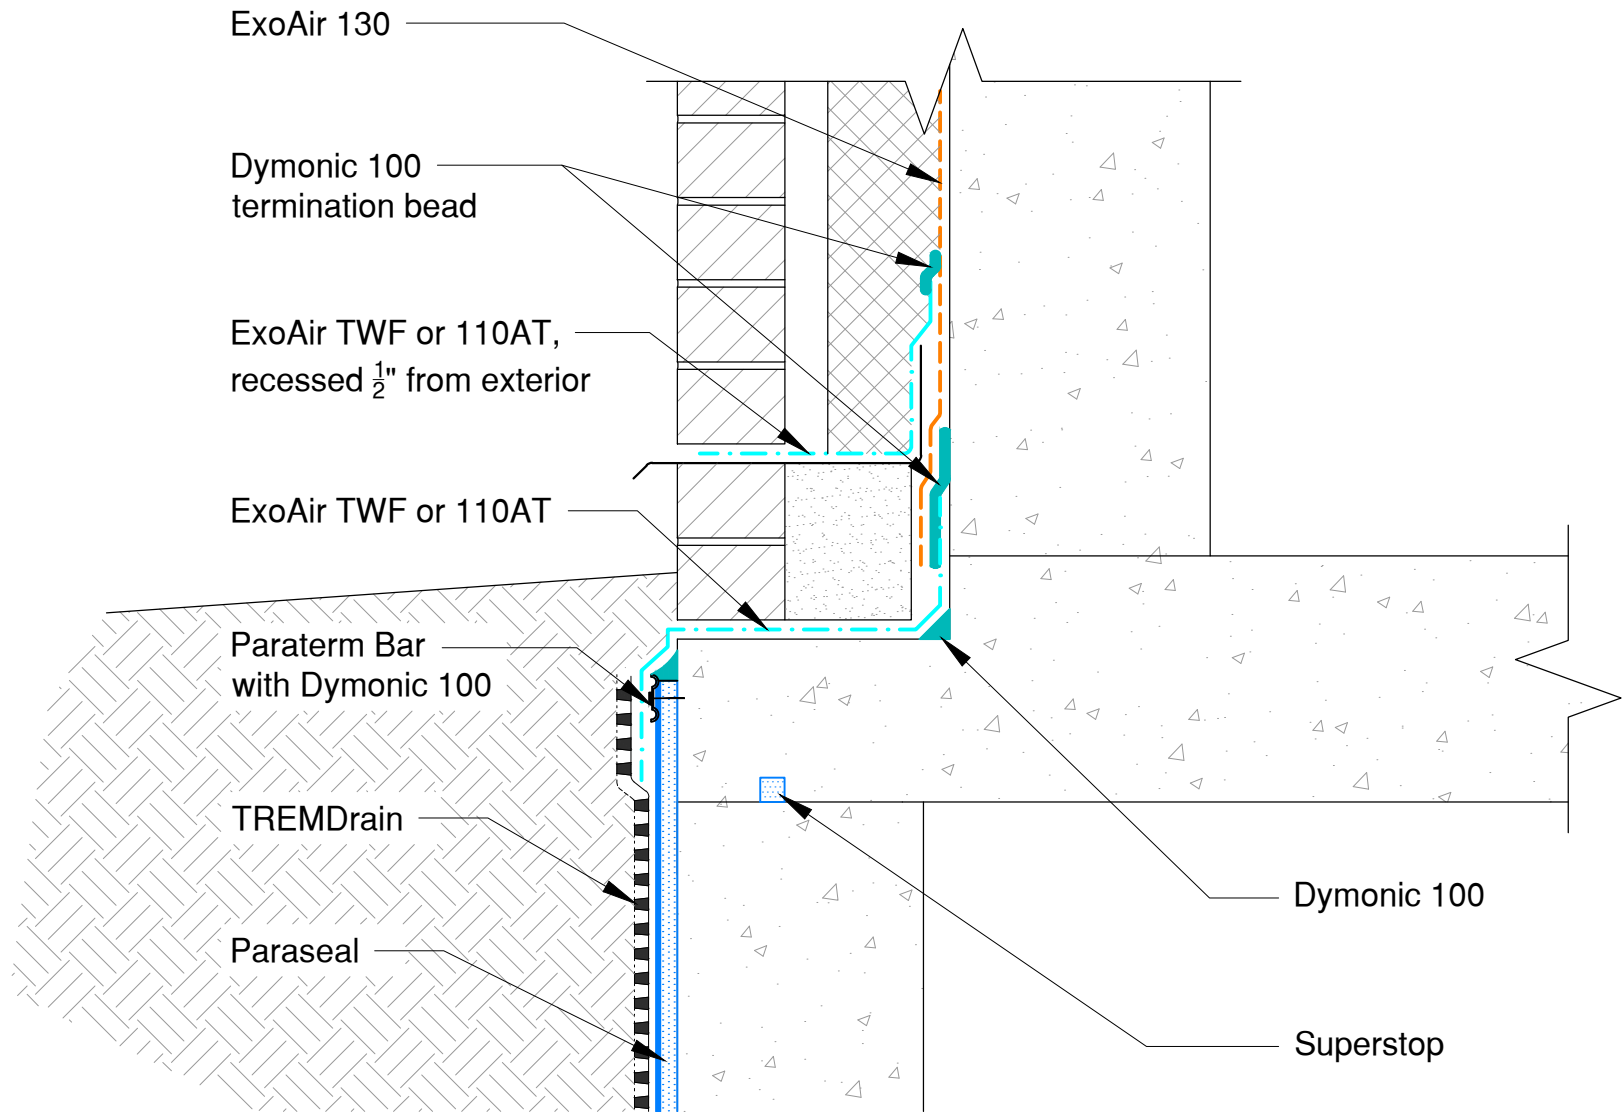 ExoAir 130
Dymonic 100
termination bead
ExoAir TWF or 110AT,
recessed ½" from exterior
ExoAir TWF or 110AT
Paraterm Bar
with Dymonic 100
TREMDrain
Paraseal
Dymonic 100
Superstop